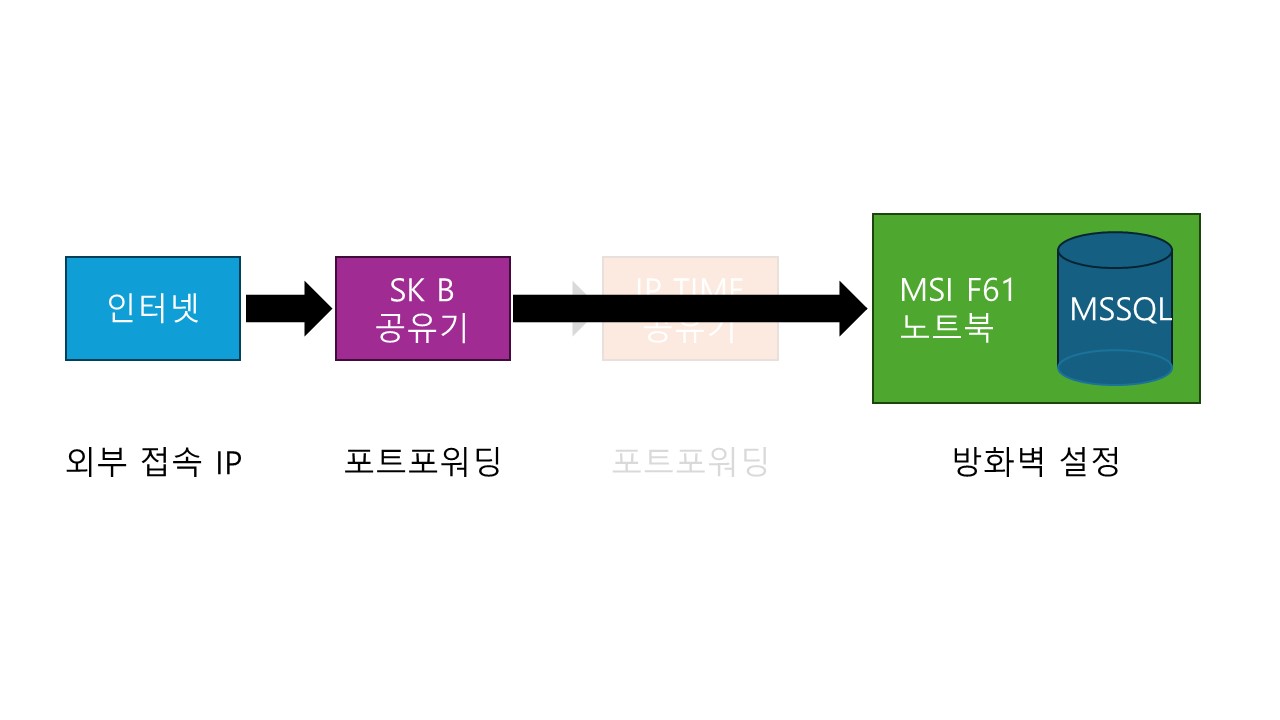 인터넷
SK B
공유기
IP TIME
공유기
MSI F61
노트북
MSSQL
외부 접속 IP
포트포워딩
포트포워딩
방화벽 설정